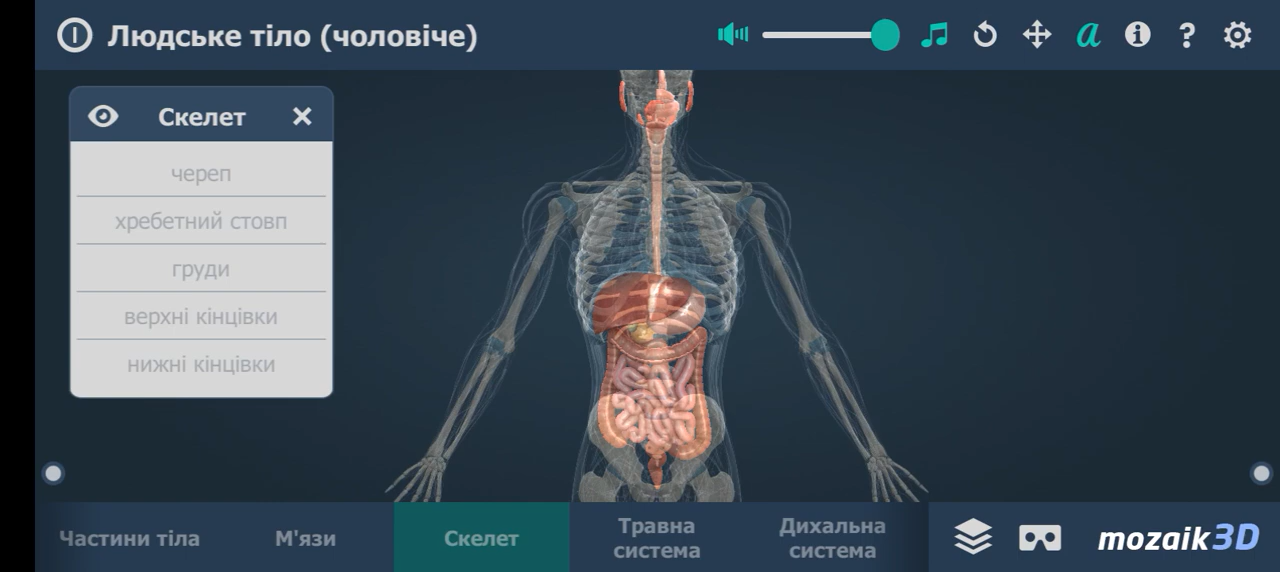 Людське тіло (чоловіче)
Скелет
череп
хребетний стовп
груди
верхні кінцівки
нижні кінцівки
Частини тіла
М'язи
Скелет
Травна
система
Дихальна
система
mozaik3D